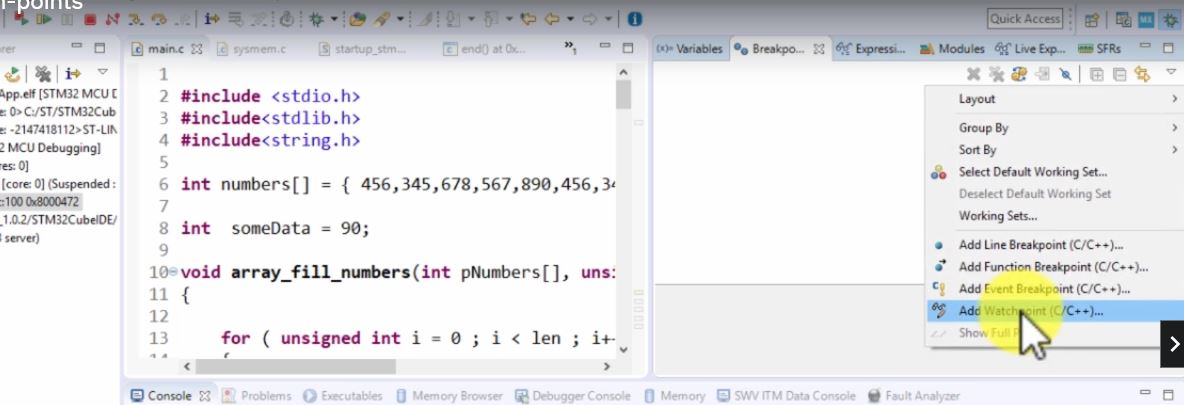 n-points
Quick Access
rer
main.c
sysmem.c
startup_stm...
end() at 0x...
»1
(x)= Variables
Breakpo...
Expressi...
Modules
Live Exp...
SFRs
App.elf [STM32 MCU D
e: 0>C:/ST/STM32Cub
e: -2147418112>ST-LIN
2 MCU Debugging]
res: 0]
[core: 0] (Suspended :
:100 0x8000472
_1.0.2/STM32CubeIDE/
server)
1
2 #include <stdio.h>
3 #include<stdlib.h>
4 #include<string.h>
5
6 int numbers[] = { 456,345,678,567,890,456,34
7
8 int someData = 90;
9
10 void array_fill_numbers(int pNumbers[], unsi
11 {
12
13 for ( unsigned int i = 0 ; i < len ; i+
14 {
Layout
Group By
Sort By
Select Default Working Set...
Deselect Default Working Set
Working Sets...
Add Line Breakpoint (C/C++)...
Add Function Breakpoint (C/C++)...
Add Event Breakpoint (C/C++)...
Add Watchpoint (C/C++)...
Show Full
Console
Problems
Executables
Memory Browser
Debugger Console
Memory
SWV ITM Data Console
Fault Analyzer